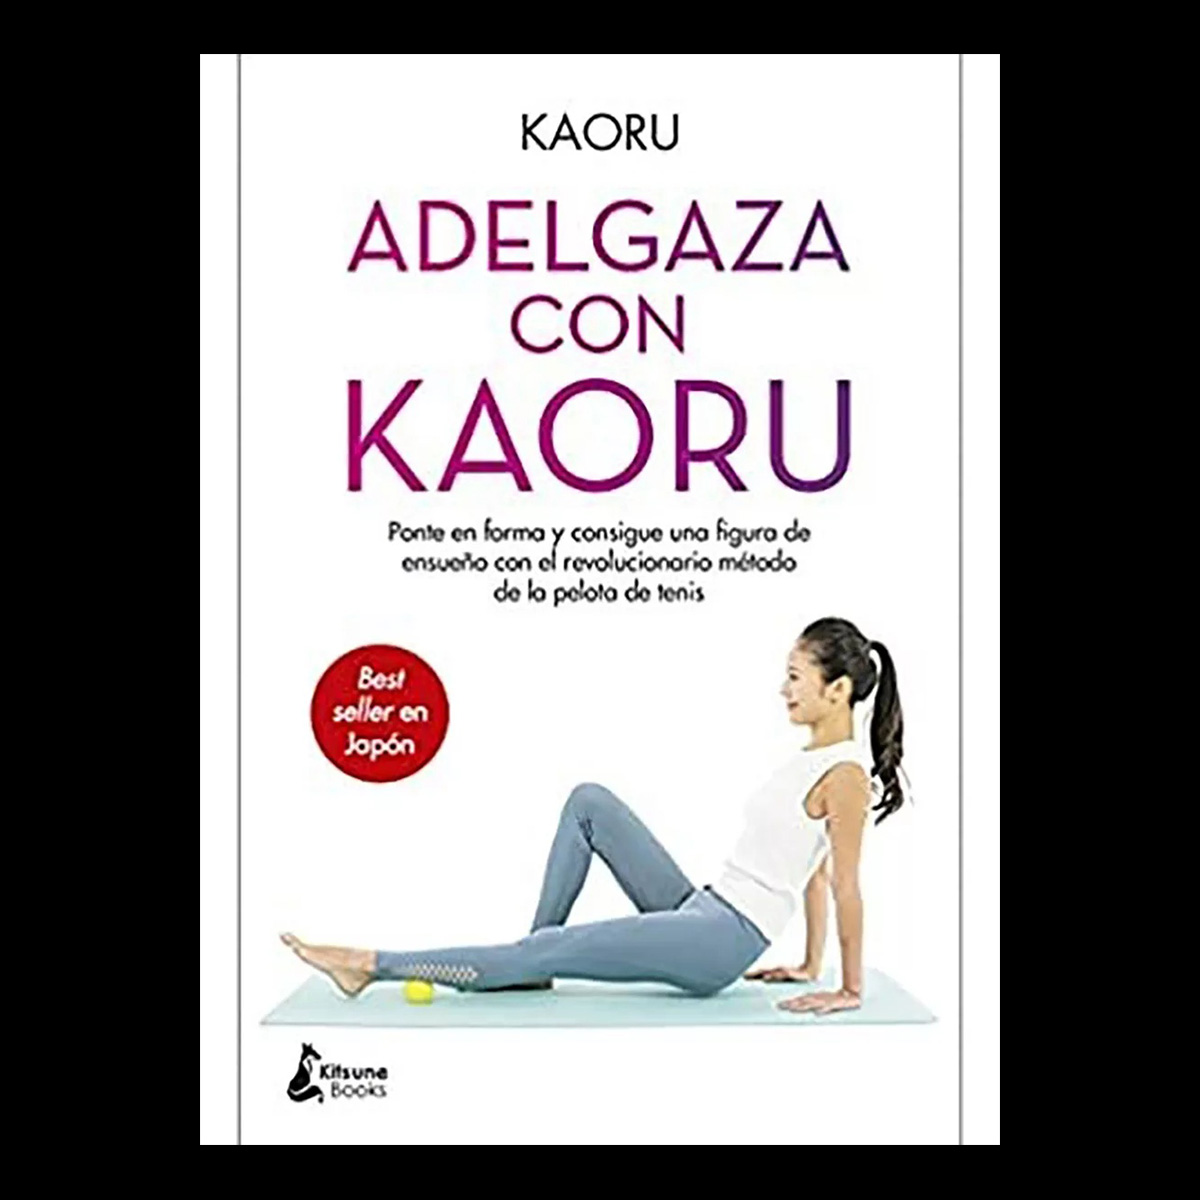 KAORU
ADELGAZA
CON
KAORU
Ponte en forma y consigue una figura de
ensueño con el revolucionario método
de la pelota de tenis
Best
seller en
Japón
Kitsune
Books